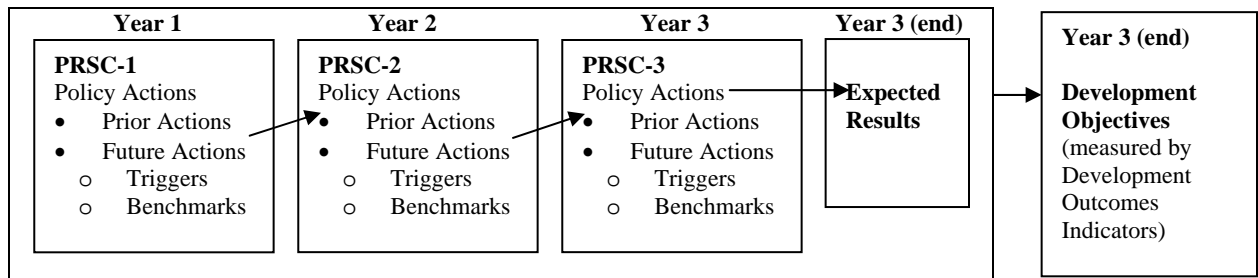 Year 1
PRSC-1
Policy Actions
• Prior Actions
• Future Actions
o Triggers
o Benchmarks
Year 2
PRSC-2
Policy Actions
• Prior Actions
• Future Actions
o Triggers
o Benchmarks
Year 3
PRSC-3
Policy Actions
• Prior Actions
• Future Actions
o Triggers
o Benchmarks
Year 3 (end)
Expected
Results
Year 3 (end)
Development
Objectives
(measured by
Development
Outcomes
Indicators)